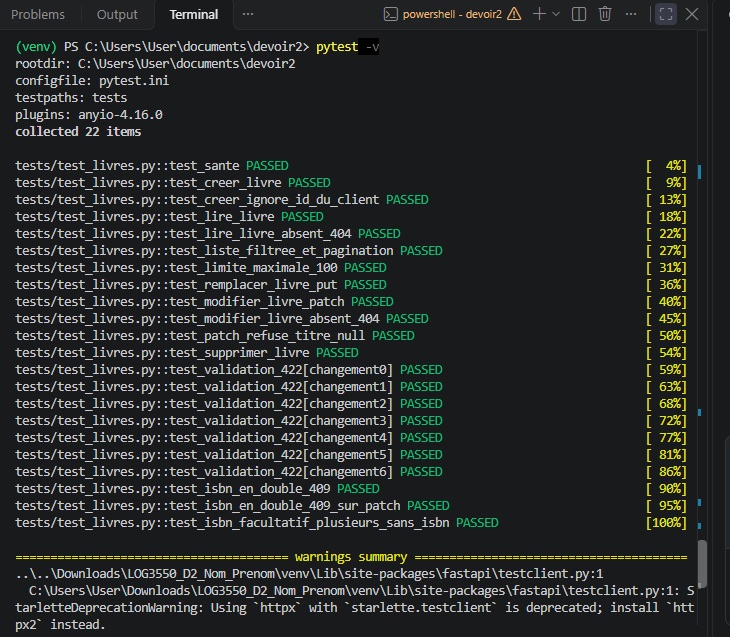 Problems Output Terminal ··· powershell - devoir2
(venv) PS C:\Users\User\documents\devoir2> pytest -v
rootdir: C:\Users\User\documents\devoir2
configfile: pytest.ini
testpaths: tests
plugins: anyio-4.16.0
collected 22 items
tests/test_livres.py::test_sante PASSED [  4%]
tests/test_livres.py::test_creer_livre PASSED [  9%]
tests/test_livres.py::test_creer_ignore_id_du_client PASSED [ 13%]
tests/test_livres.py::test_lire_livre PASSED [ 18%]
tests/test_livres.py::test_lire_livre_absent_404 PASSED [ 22%]
tests/test_livres.py::test_liste_filtree_et_pagination PASSED [ 27%]
tests/test_livres.py::test_limite_maximale_100 PASSED [ 31%]
tests/test_livres.py::test_remplacer_livre_put PASSED [ 36%]
tests/test_livres.py::test_modifier_livre_patch PASSED [ 40%]
tests/test_livres.py::test_modifier_livre_absent_404 PASSED [ 45%]
tests/test_livres.py::test_patch_refuse_titre_null PASSED [ 50%]
tests/test_livres.py::test_supprimer_livre PASSED [ 54%]
tests/test_livres.py::test_validation_422[changement0] PASSED [ 59%]
tests/test_livres.py::test_validation_422[changement1] PASSED [ 63%]
tests/test_livres.py::test_validation_422[changement2] PASSED [ 68%]
tests/test_livres.py::test_validation_422[changement3] PASSED [ 72%]
tests/test_livres.py::test_validation_422[changement4] PASSED [ 77%]
tests/test_livres.py::test_validation_422[changement5] PASSED [ 81%]
tests/test_livres.py::test_validation_422[changement6] PASSED [ 86%]
tests/test_livres.py::test_isbn_en_double_409 PASSED [ 90%]
tests/test_livres.py::test_isbn_en_double_409_sur_patch PASSED [ 95%]
tests/test_livres.py::test_isbn_facultatif_plusieurs_sans_isbn PASSED [100%]
======================================= warnings summary =======================================
..\..\Downloads\LOG3550_D2_Nom_Prenom\venv\Lib\site-packages\fastapi\testclient.py:1
C:\Users\User\Downloads\LOG3550_D2_Nom_Prenom\venv\Lib\site-packages\fastapi\testclient.py:1: S
tarletteDeprecationWarning: Using `httpx` with `starlette.testclient` is deprecated; install `htt
px2` instead.